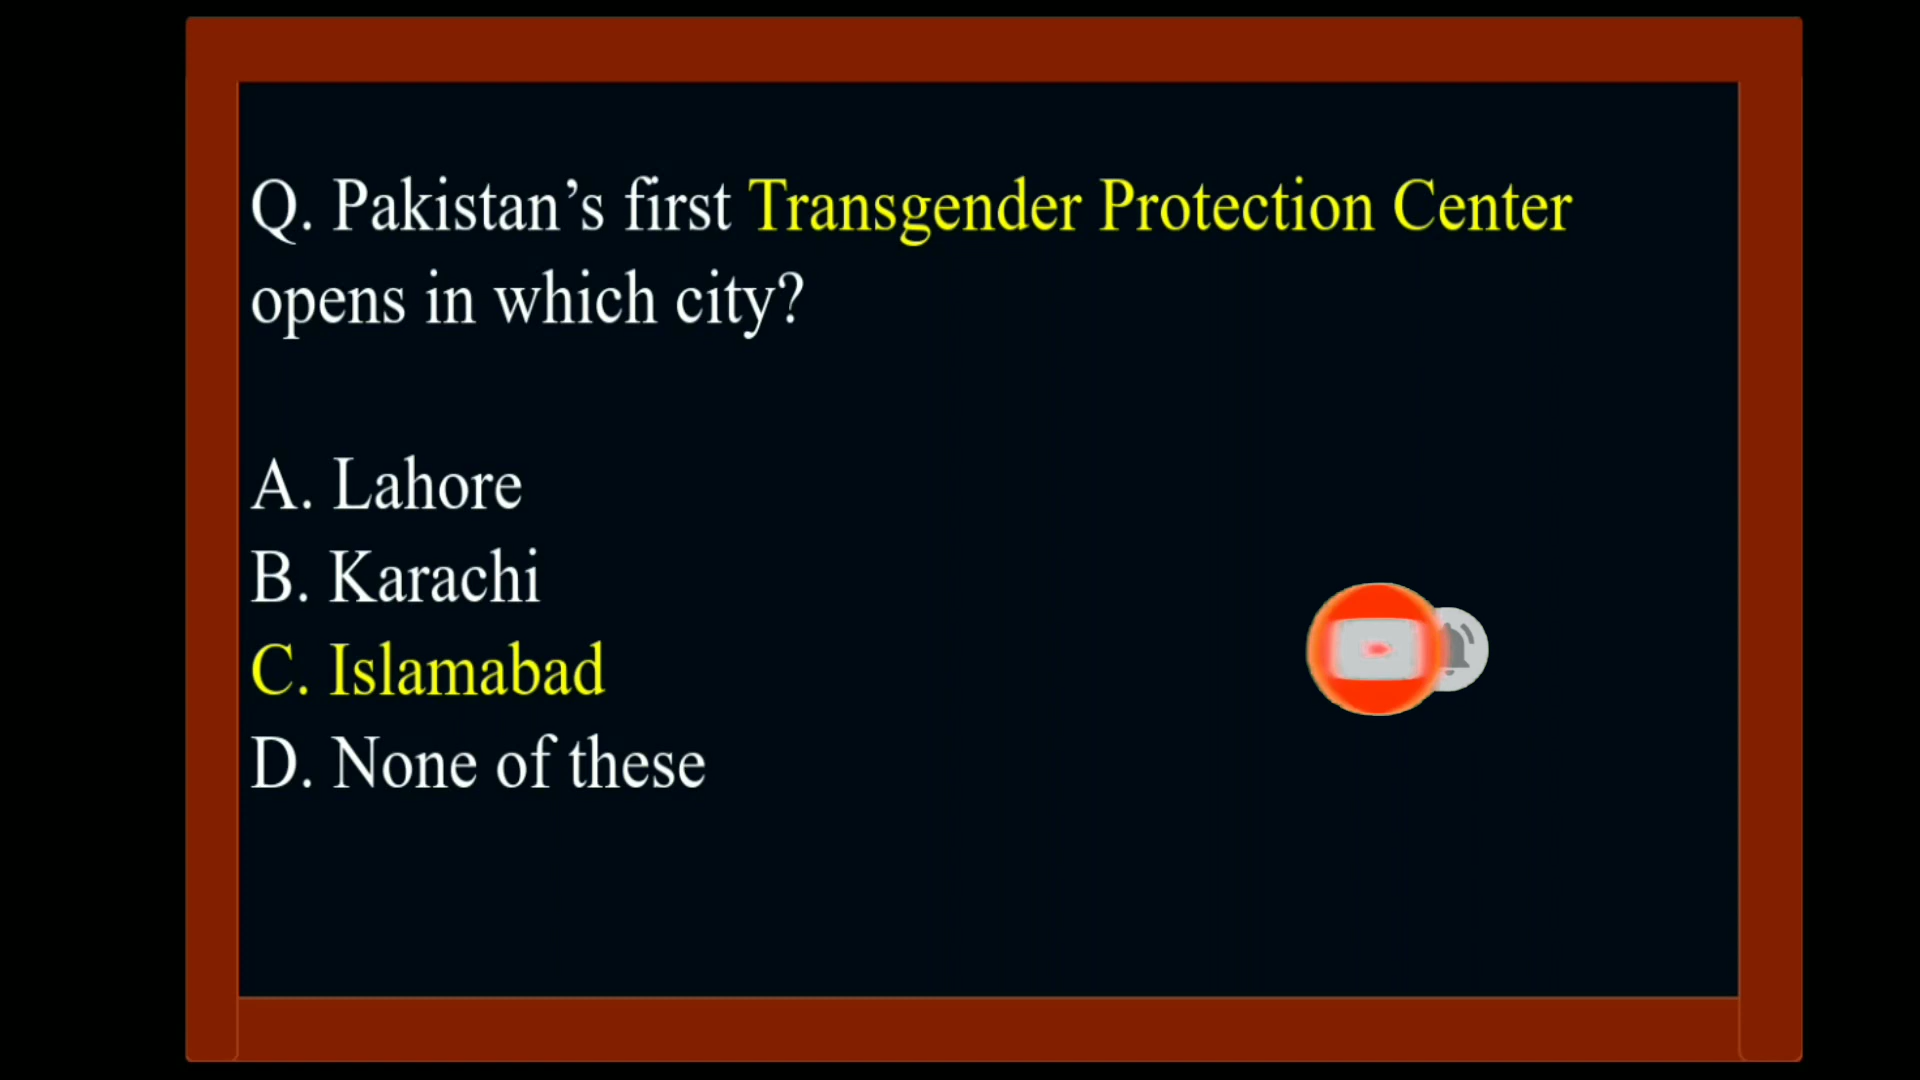 Q. Pakistan’s first Transgender Protection Center
opens in which city?
A. Lahore
B. Karachi
C. Islamabad
D. None of these